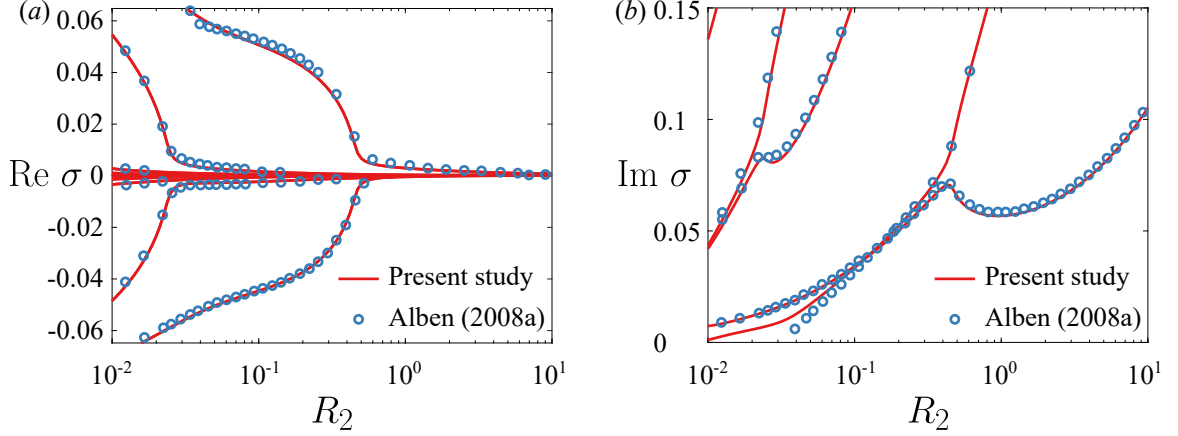 (a)
0.06
0.04
0.02
Re σ 0
-0.02
-0.04
-0.06
Present study
Alben (2008a)
10^-2 10^-1 10^0 10^1
R_2
(b)
0.15
0.1
Im σ
0.05
0
Present study
Alben (2008a)
10^-2 10^-1 10^0 10^1
R_2